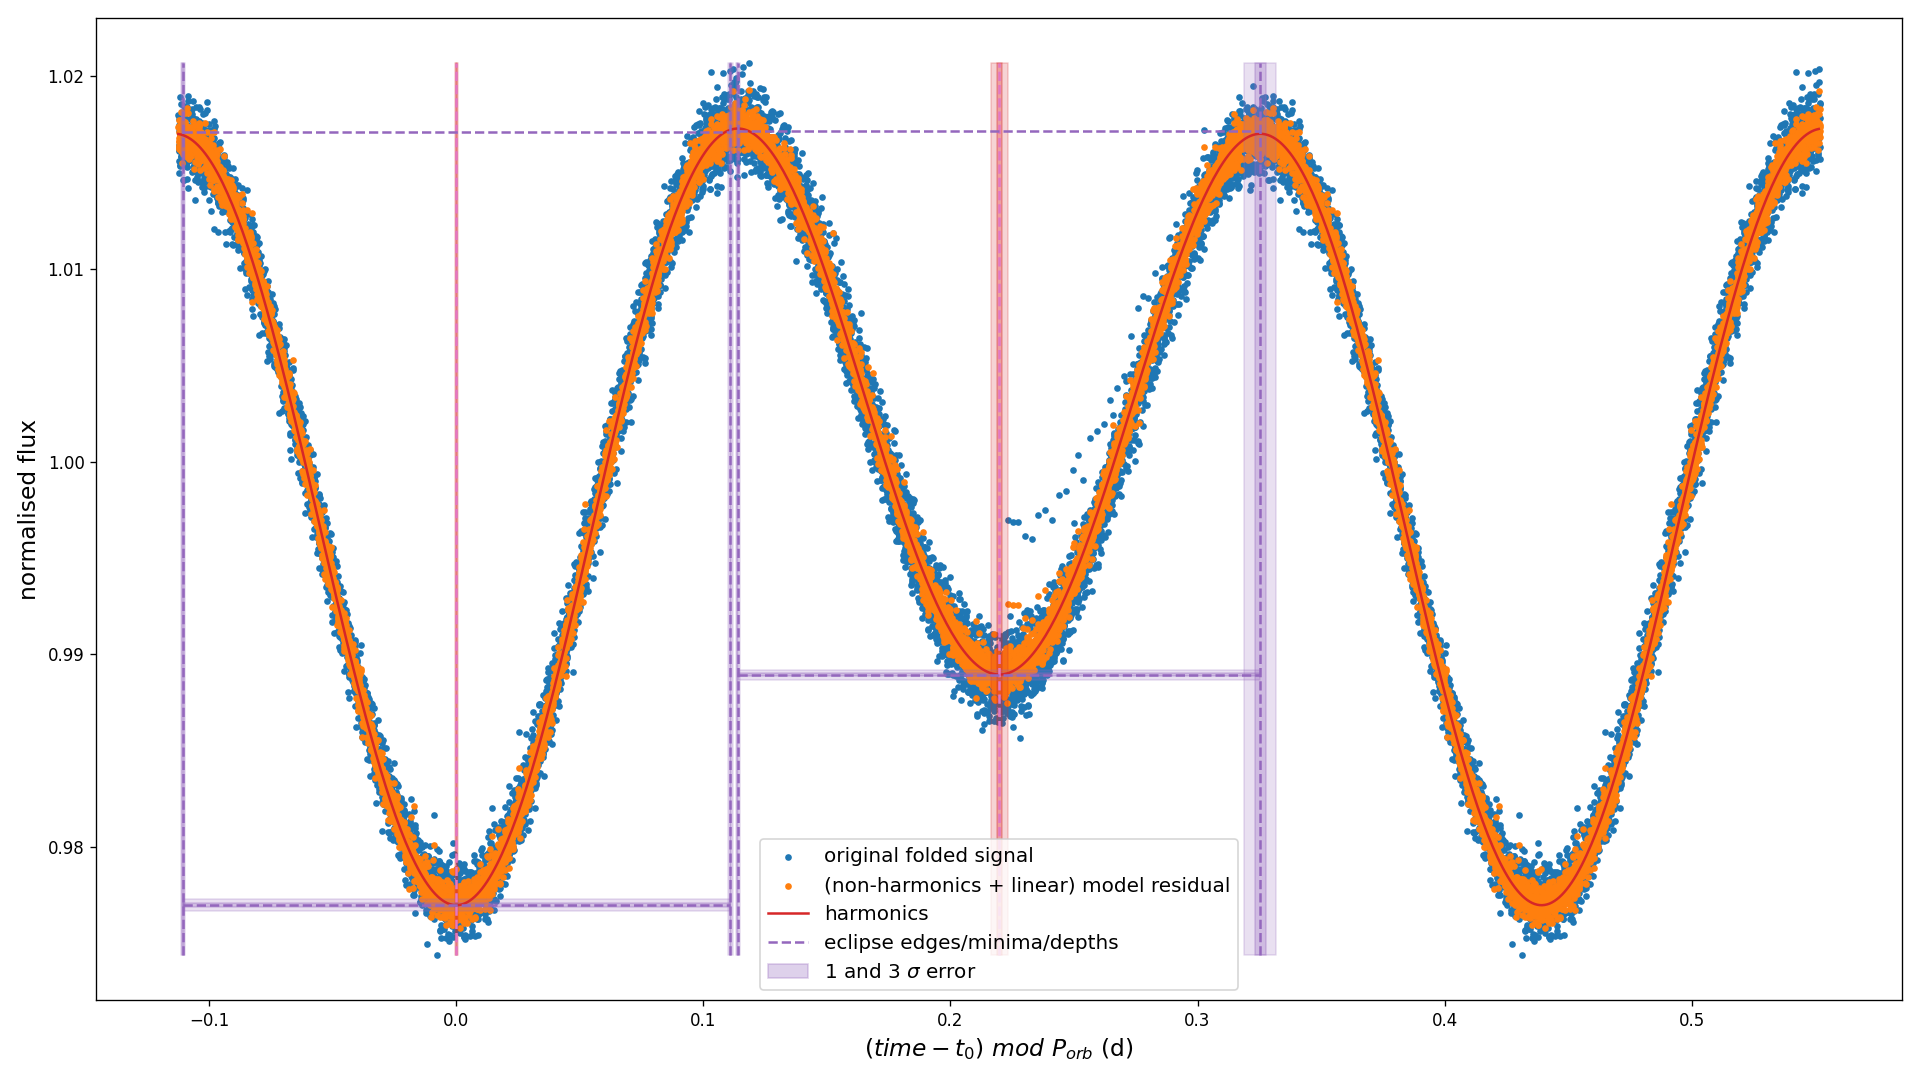 1.02
1.01
1.00
0.99
0.98
normalised flux
original folded signal
(non-harmonics + linear) model residual
harmonics
eclipse edges/minima/depths
1 and 3 σ error
−0.1 0.0 0.1 0.2 0.3 0.4 0.5
(time − t₀) mod Pₒᵣb (d)